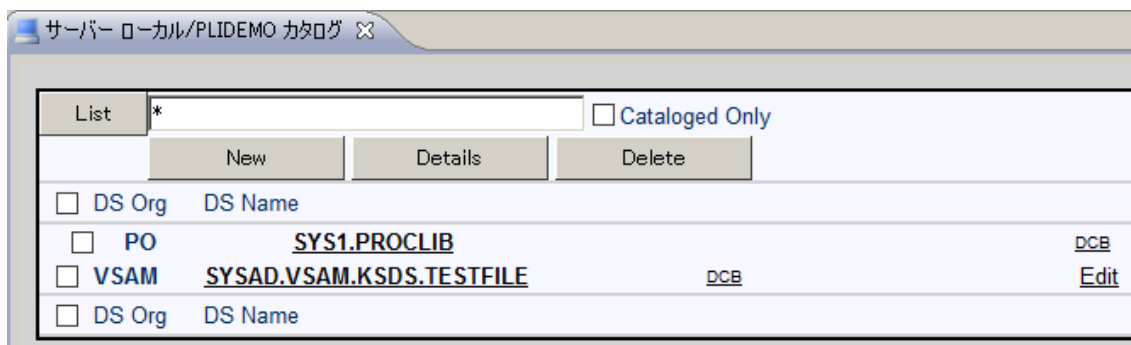 サーバー ローカル/PLIDEMO カタログ
List * Cataloged Only
New Details Delete
DS Org DS Name
PO SYS1.PROCLIB DCB
VSAM SYSAD.VSAM.KSDS.TESTFILE DCB Edit
DS Org DS Name